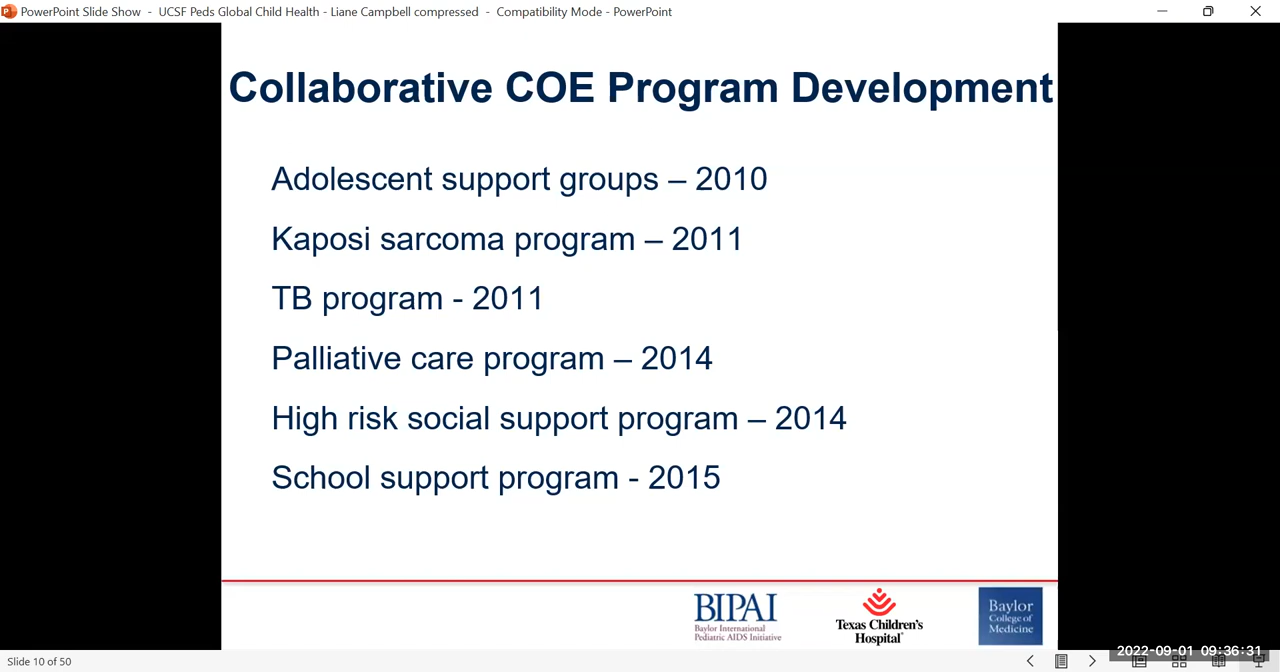 PowerPoint Slide Show - UCSF Peds Global Child Health - Liane Campbell compressed - Compatibility Mode - PowerPoint
Collaborative COE Program Development
Adolescent support groups – 2010
Kaposi sarcoma program – 2011
TB program - 2011
Palliative care program – 2014
High risk social support program – 2014
School support program - 2015
BIPAI
Baylor International
Pediatric AIDS Initiative
Texas Children's
Hospital
Baylor
College of
Medicine
Slide 10 of 50
2022-09-01 09:36:31